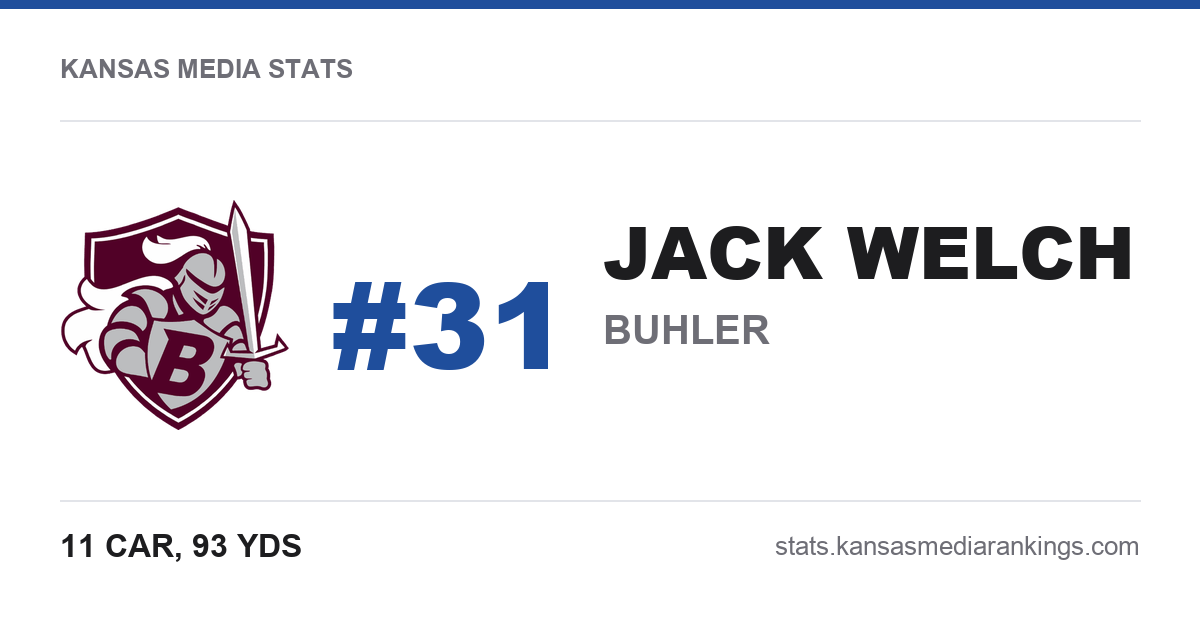 KANSAS MEDIA STATS
B
#31
JACK WELCH
BUHLER
11 CAR, 93 YDS
stats.kansasmediarankings.com